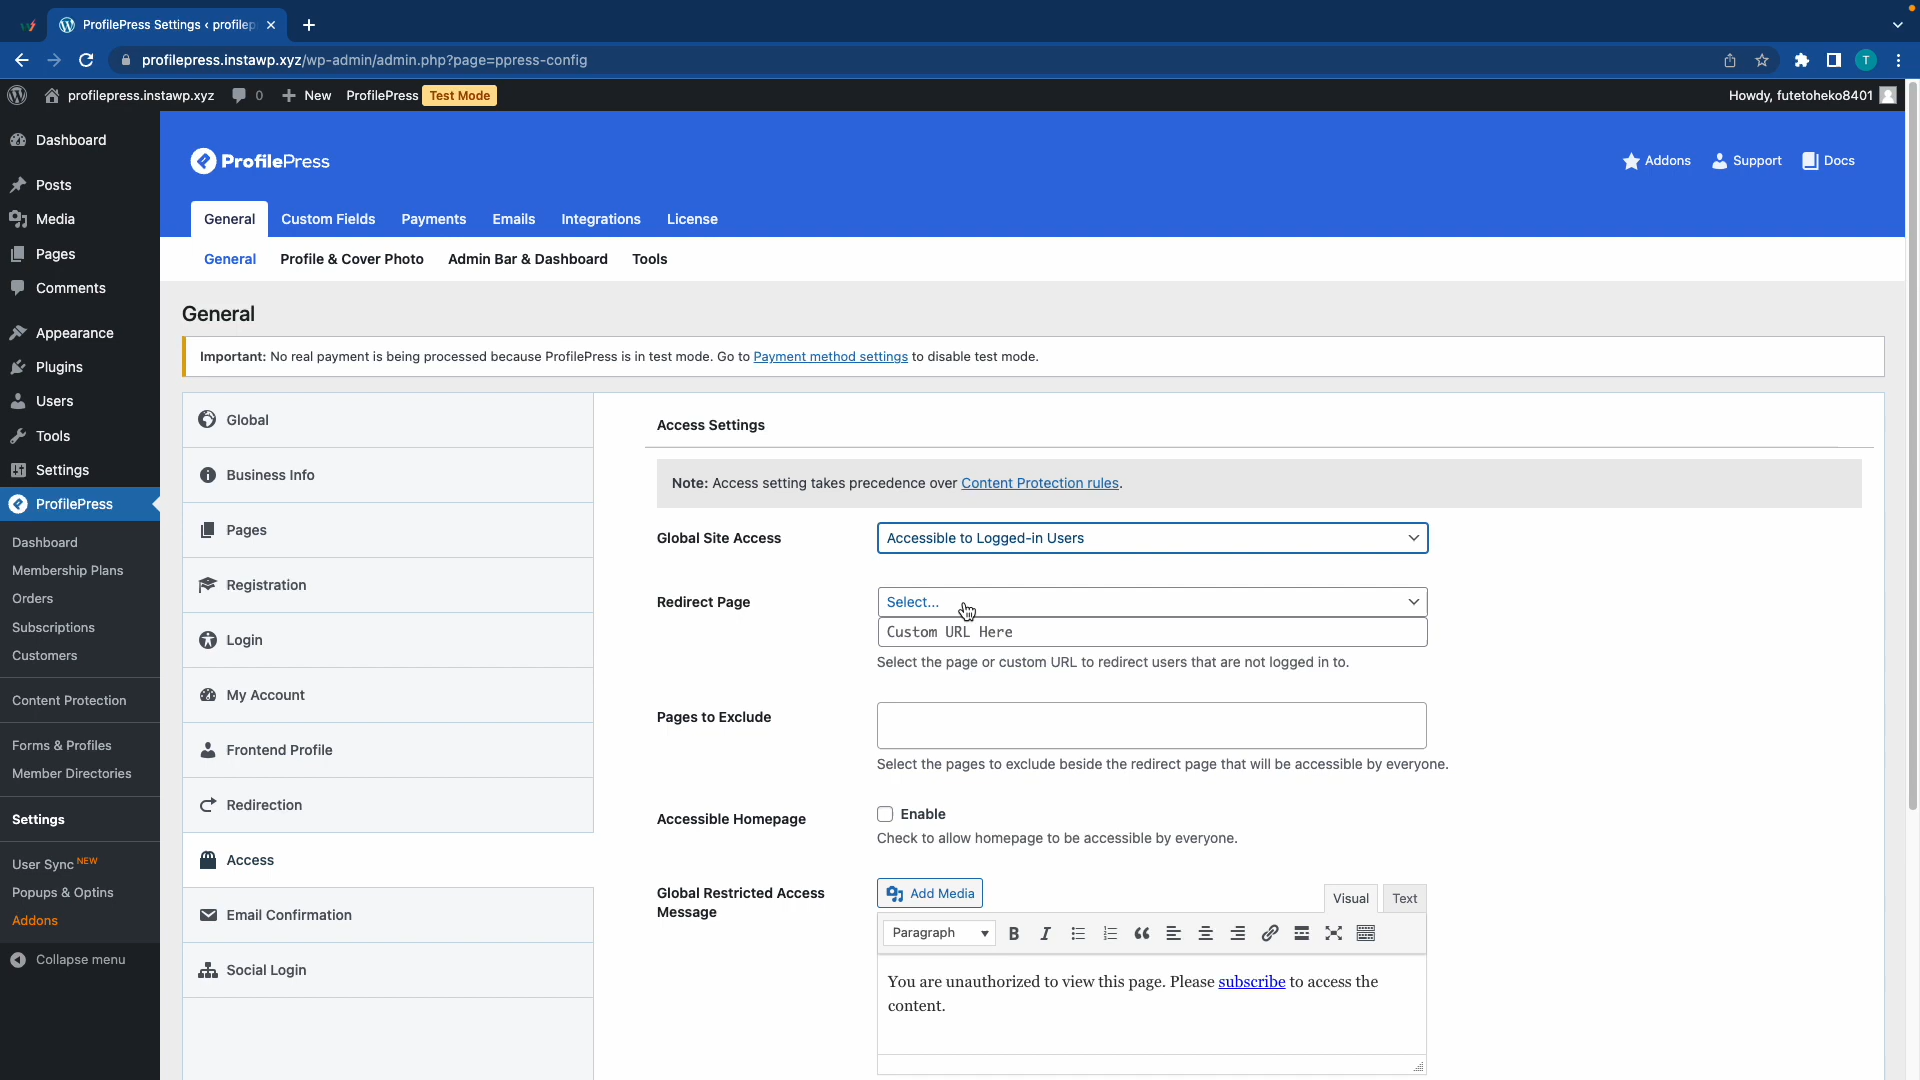 ProfilePress Settings ‹ profilep
profilepress.instawp.xyz/wp-admin/admin.php?page=ppress-config
T
profilepress.instawp.xyz 0 New ProfilePress Test Mode
Howdy, futetoheko8401
Dashboard
Posts
Media
Pages
Comments
Appearance
Plugins
Users
Tools
Settings
ProfilePress
Dashboard
Membership Plans
Orders
Subscriptions
Customers
Content Protection
Forms & Profiles
Member Directories
Settings
User Sync NEW
Popups & Optins
Addons
Collapse menu
ProfilePress
Addons Support Docs
General Custom Fields Payments Emails Integrations License
General Profile & Cover Photo Admin Bar & Dashboard Tools
General
Important: No real payment is being processed because ProfilePress is in test mode. Go to Payment method settings to disable test mode.
Global
Business Info
Pages
Registration
Login
My Account
Frontend Profile
Redirection
Access
Email Confirmation
Social Login
Access Settings
Note: Access setting takes precedence over Content Protection rules.
Global Site Access
Accessible to Logged-in Users
Redirect Page
Select...
Custom URL Here
Select the page or custom URL to redirect users that are not logged in to.
Pages to Exclude
Select the pages to exclude beside the redirect page that will be accessible by everyone.
Accessible Homepage
Enable
Check to allow homepage to be accessible by everyone.
Global Restricted Access
Message
Add Media
Visual Text
Paragraph
You are unauthorized to view this page. Please subscribe to access the
content.